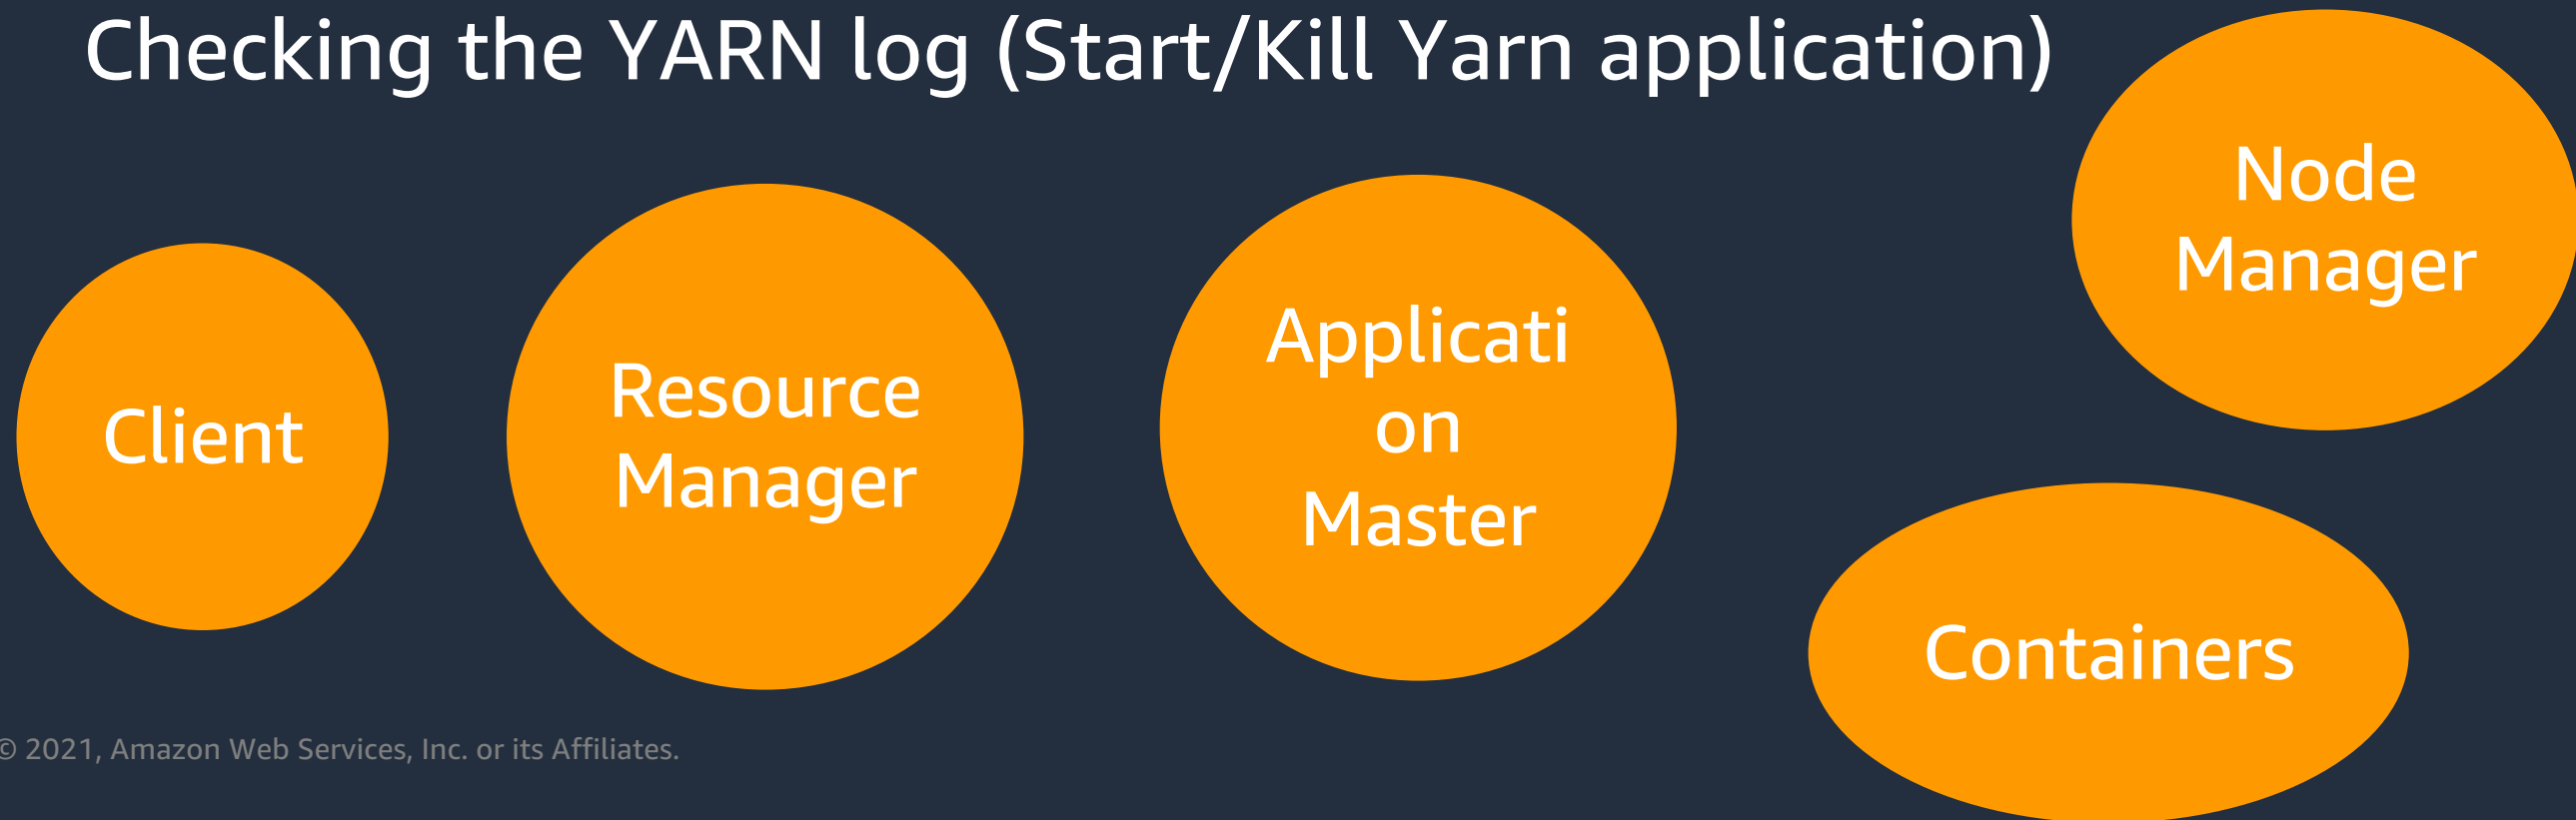 Checking the YARN log (Start/Kill Yarn application)
Client
Resource
Manager
Applicati
on
Master
Node
Manager
Containers
© 2021, Amazon Web Services, Inc. or its Affiliates.